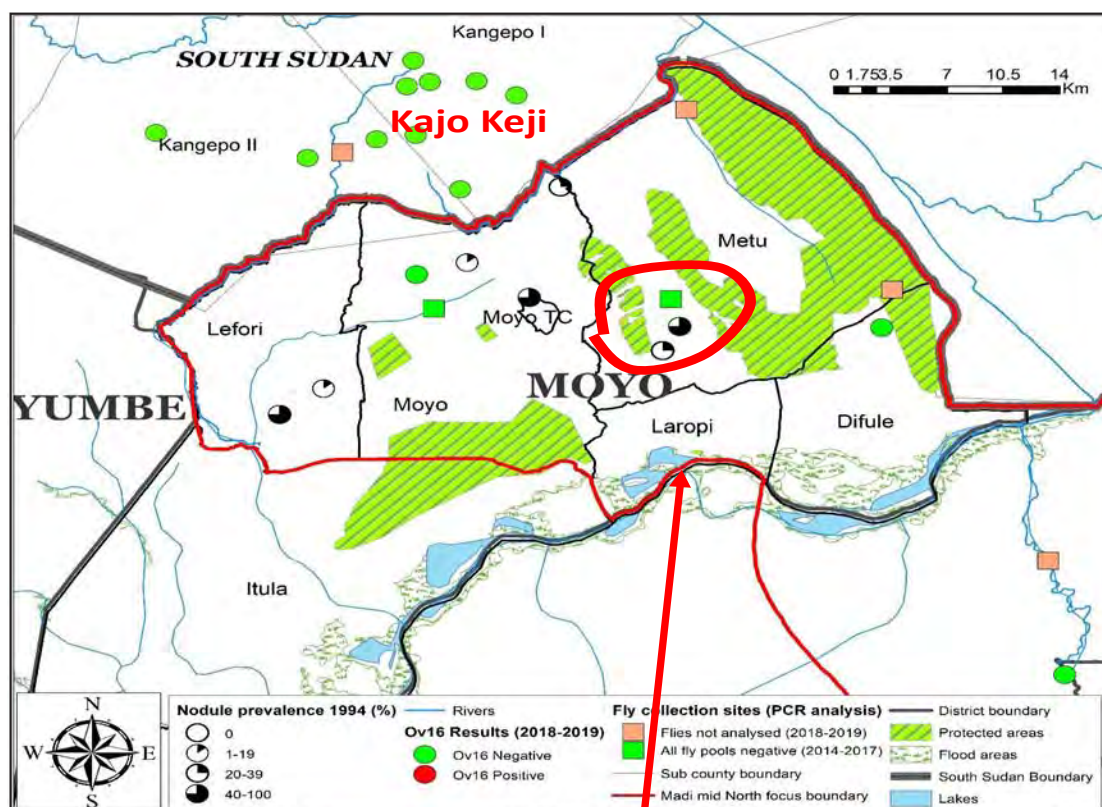 Kangepo I
SOUTH SUDAN
0 1.75 3.5 7 10.5 14
Km
Kajo Keji
Kangepo II
Metu
Lefori
Moyo TC
YUMBE
MOYO
Moyo
Laropi
Difule
Itula
N
W E
S
Nodule prevalence 1994 (%)
0
1-19
20-39
40-100
Rivers
Ov16 Results (2018-2019)
Ov16 Negative
Ov16 Positive
Fly collection sites (PCR analysis)
Flies not analysed (2018-2019)
All fly pools negative (2014-2017)
Sub county boundary
Madi mid North focus boundary
District boundary
Protected areas
Flood areas
South Sudan Boundary
Lakes